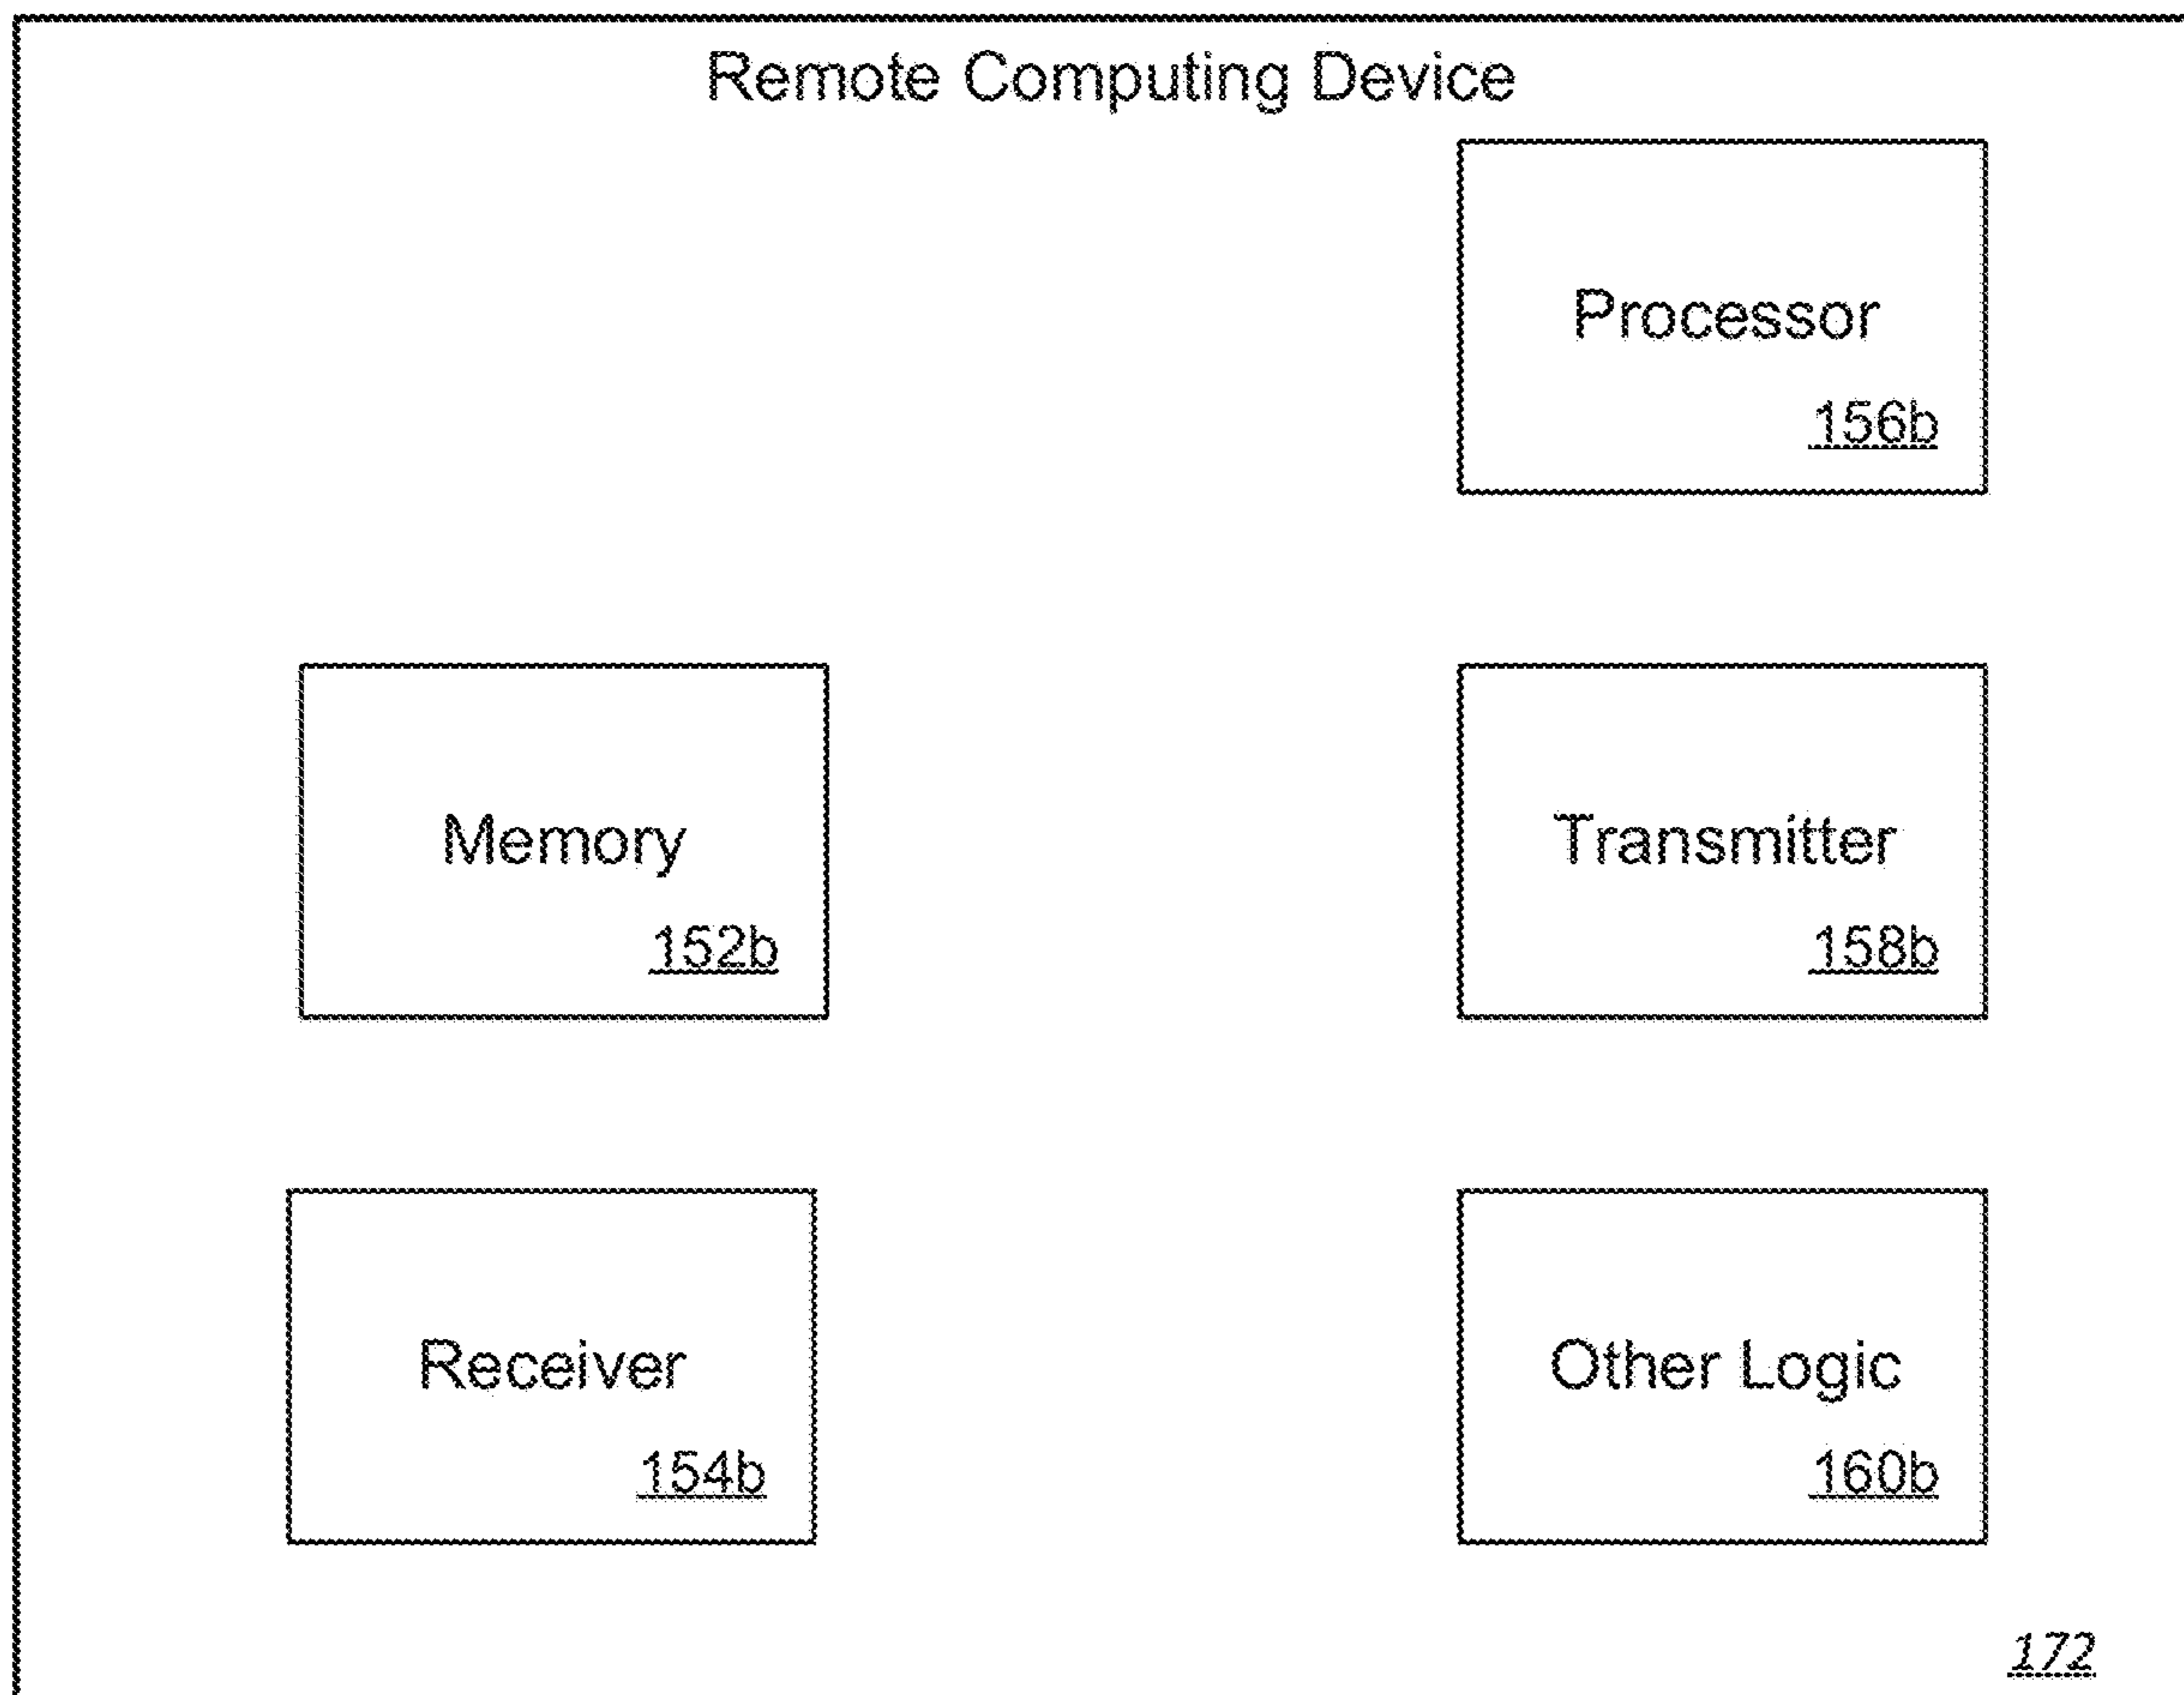 Remote Computing Device
Processor
156b
Memory
152b
Transmitter
158b
Receiver
154b
Other Logic
160b
172